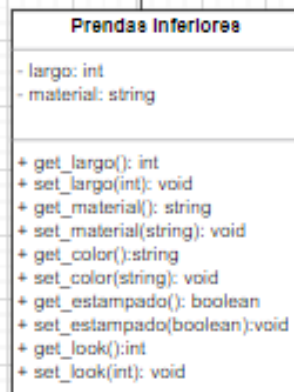 Prendas Inferiores
- largo: int
- material: string
+ get_largo(): int
+ set_largo(int): void
+ get_material(): string
+ set_material(string): void
+ get_color():string
+ set_color(string): void
+ get_estampado(): boolean
+ set_estampado(boolean):void
+ get_look():int
+ set_look(int): void